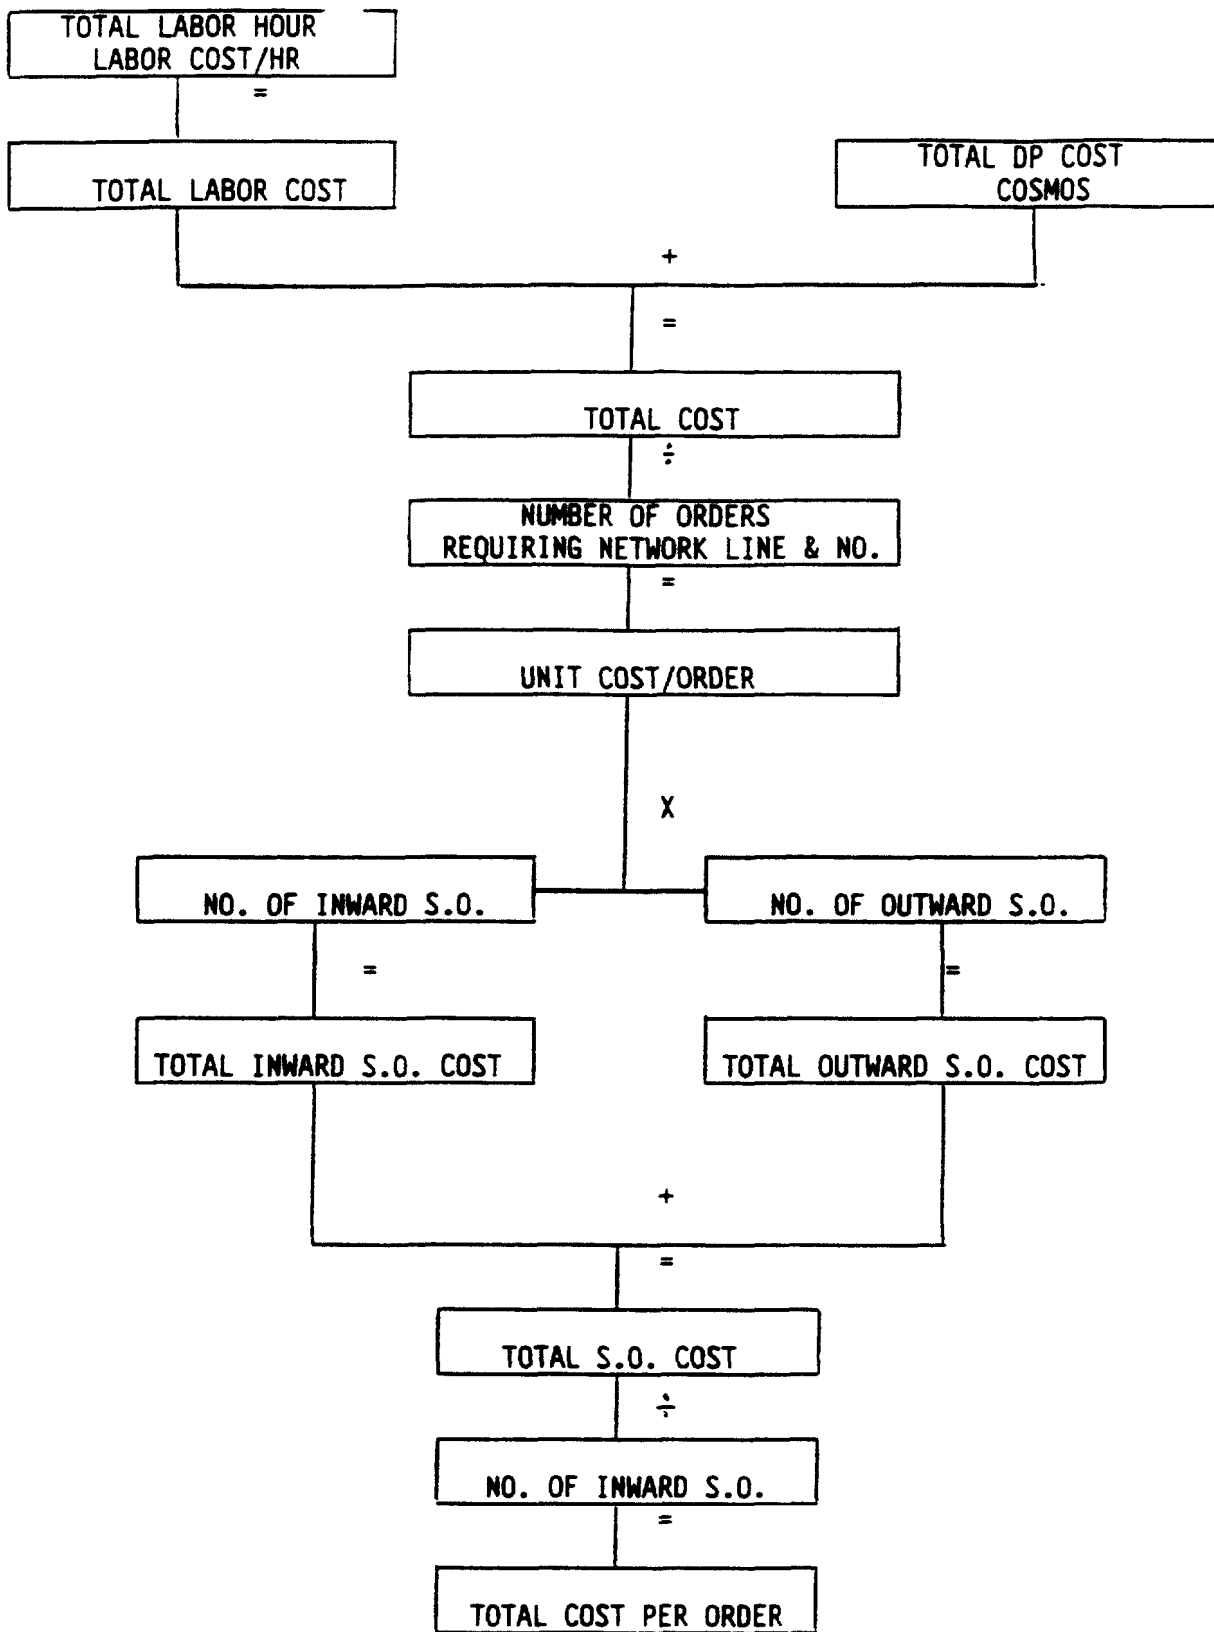 TOTAL LABOR HOUR
LABOR COST/HR
=
TOTAL LABOR COST
TOTAL DP COST
COSMOS
+
=
TOTAL COST
÷
NUMBER OF ORDERS
REQUIRING NETWORK LINE & NO.
=
UNIT COST/ORDER
X
NO. OF INWARD S.O.
NO. OF OUTWARD S.O.
=
=
TOTAL INWARD S.O. COST
TOTAL OUTWARD S.O. COST
+
=
TOTAL S.O. COST
÷
NO. OF INWARD S.O.
=
TOTAL COST PER ORDER